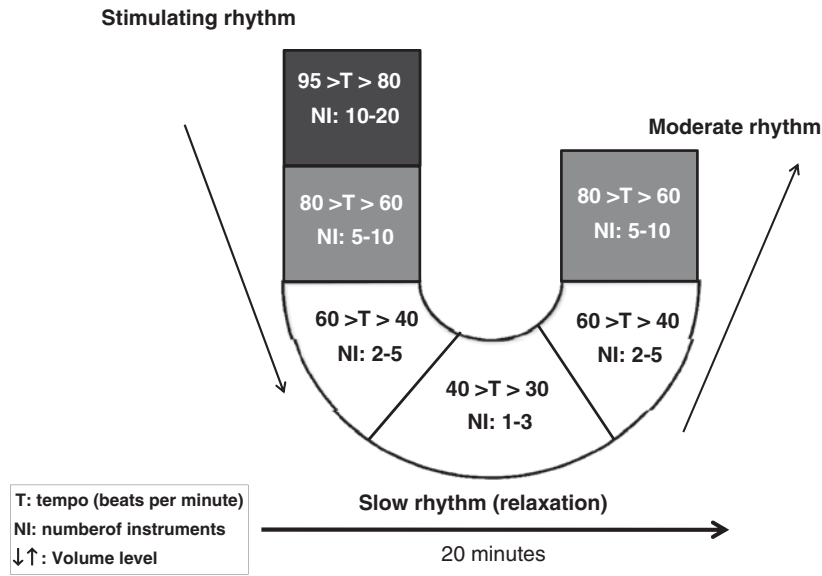 Stimulating rhythm
95 >T > 80
NI: 10-20
80 >T > 60
NI: 5-10
60 >T > 40
NI: 2-5
40 >T > 30
NI: 1-3
60 >T > 40
NI: 2-5
80 >T > 60
NI: 5-10
Moderate rhythm
Slow rhythm (relaxation)
20 minutes
T: tempo (beats per minute)
NI: numberof instruments
↓↑: Volume level